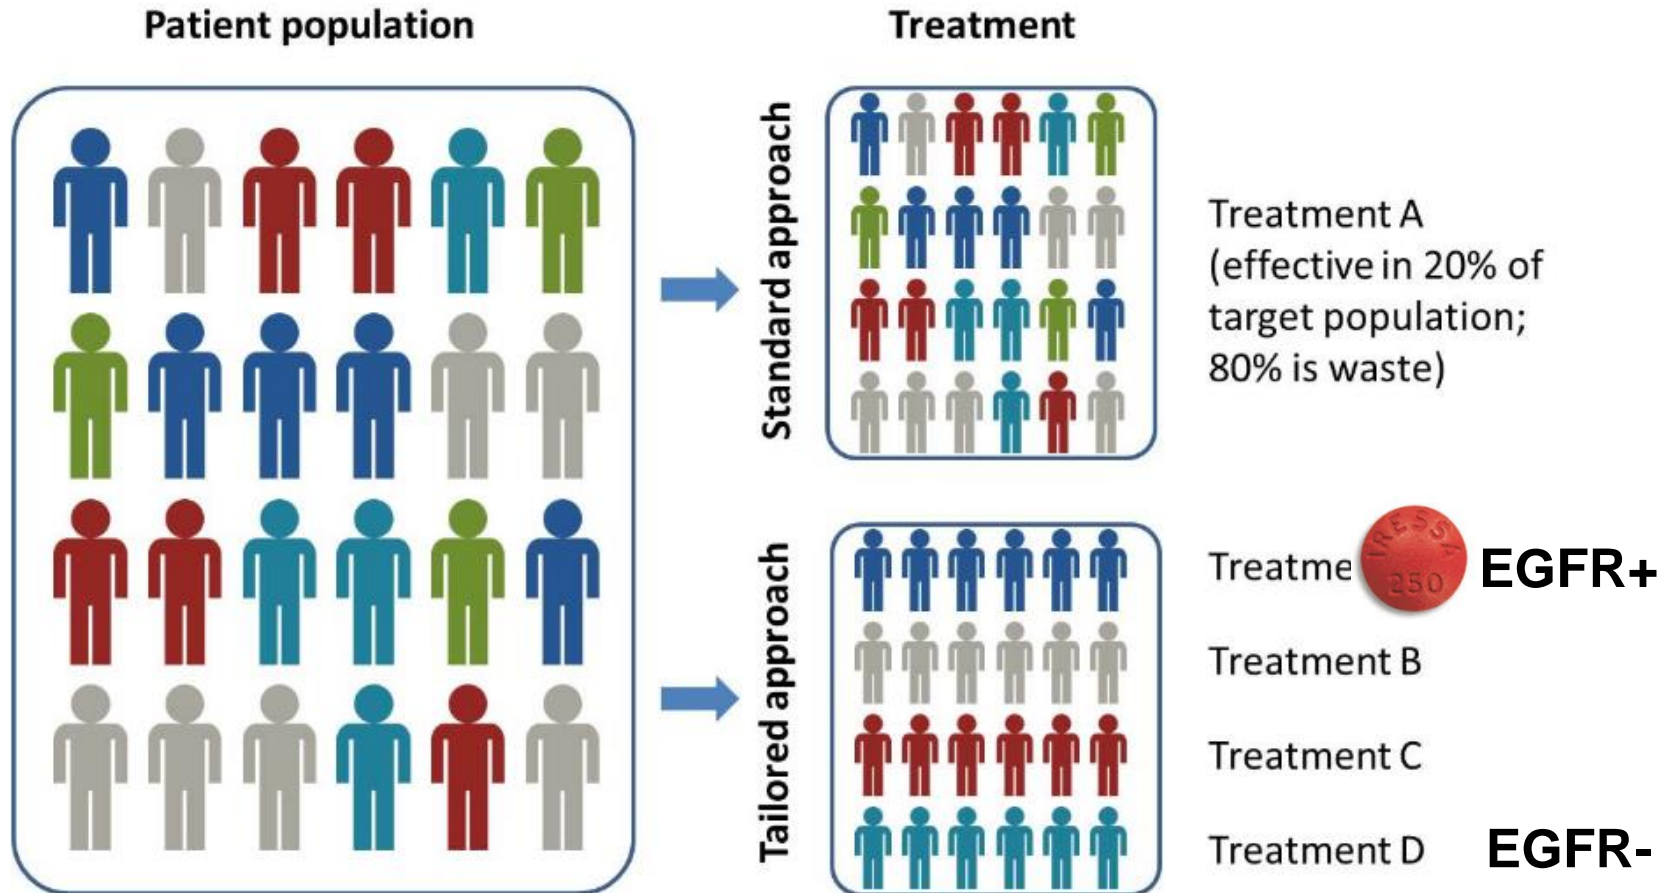 Patient population
Treatment
Standard approach
Treatment A
(effective in 20% of
target population;
80% is waste)
Tailored approach
Treatme
IRESSA
250
EGFR+
Treatment B
Treatment C
Treatment D
EGFR-